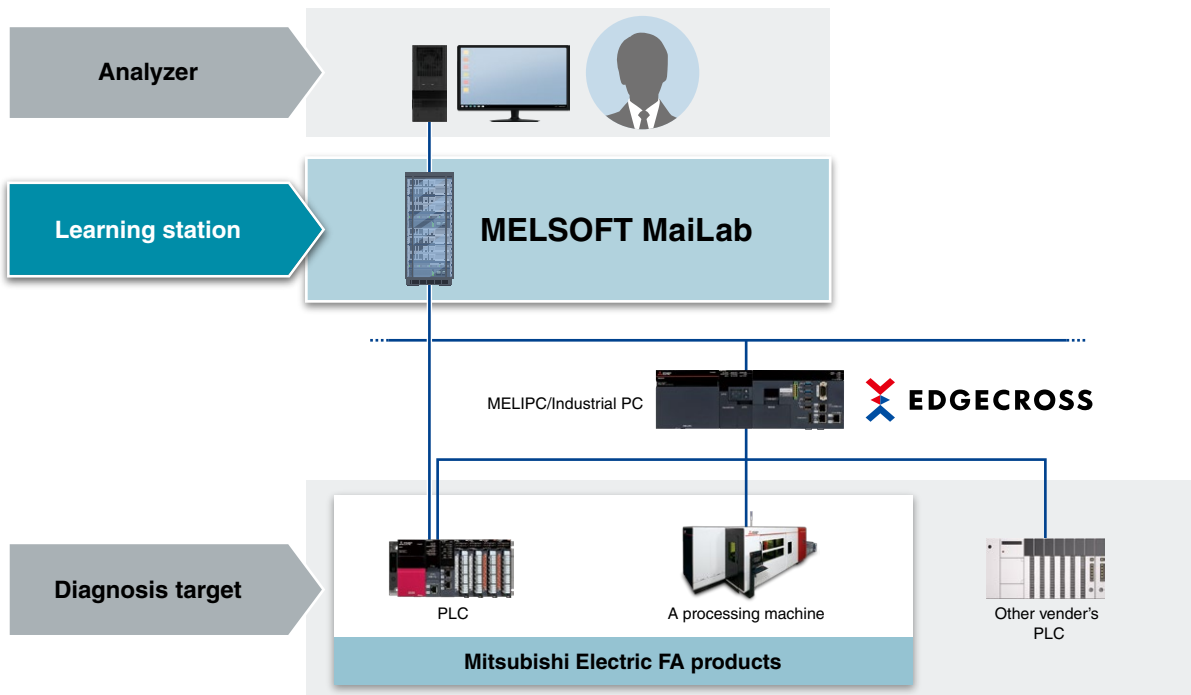 Analyzer
Learning station
MELSOFT MaiLab
MELIPC/Industrial PC
EDGECROSS
Diagnosis target
PLC
A processing machine
Other vender's
PLC
Mitsubishi Electric FA products